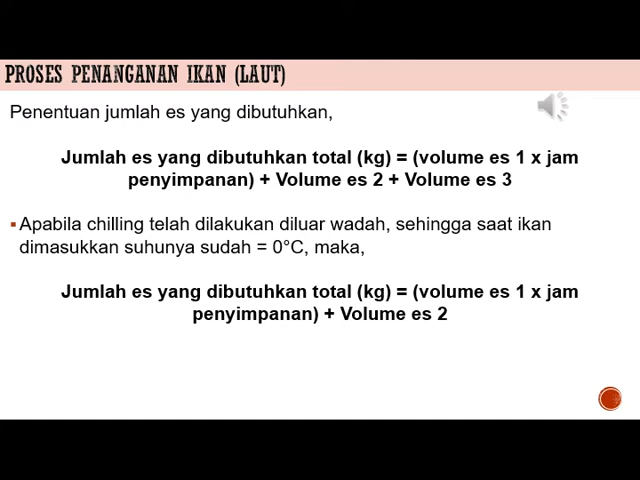 PROSES PENANGANAN IKAN (LAUT)
Penentuan jumlah es yang dibutuhkan,
Jumlah es yang dibutuhkan total (kg) = (volume es 1 x jam
penyimpanan) + Volume es 2 + Volume es 3
▪Apabila chilling telah dilakukan diluar wadah, sehingga saat ikan
dimasukkan suhunya sudah = 0°C, maka,
Jumlah es yang dibutuhkan total (kg) = (volume es 1 x jam
penyimpanan) + Volume es 2